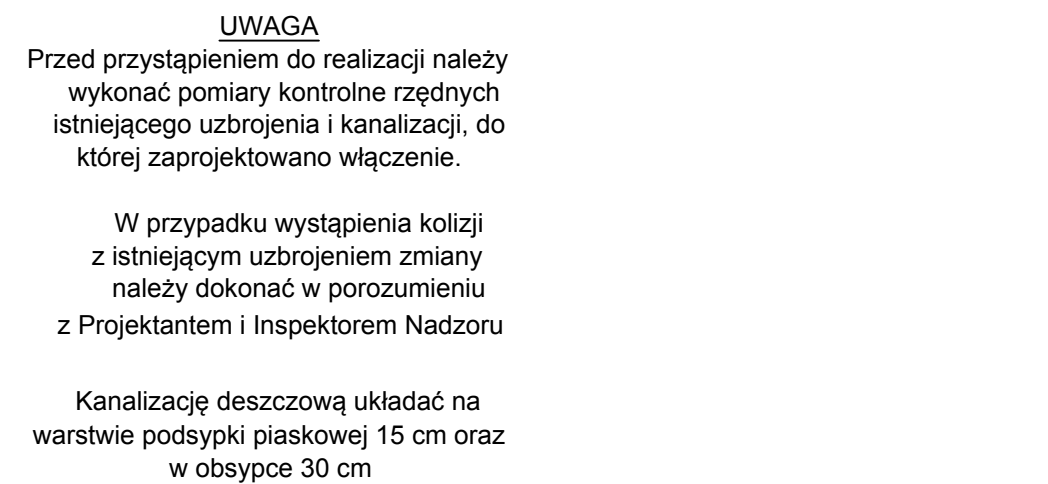 UWAGA
Przed przystąpieniem do realizacji należy
wykonać pomiary kontrolne rzędnych
istniejącego uzbrojenia i kanalizacji, do
której zaprojektowano włączenie.
W przypadku wystąpienia kolizji
z istniejącym uzbrojeniem zmiany
należy dokonać w porozumieniu
z Projektantem i Inspektorem Nadzoru
Kanalizację deszczową układać na
warstwie podsypki piaskowej 15 cm oraz
w obsypce 30 cm